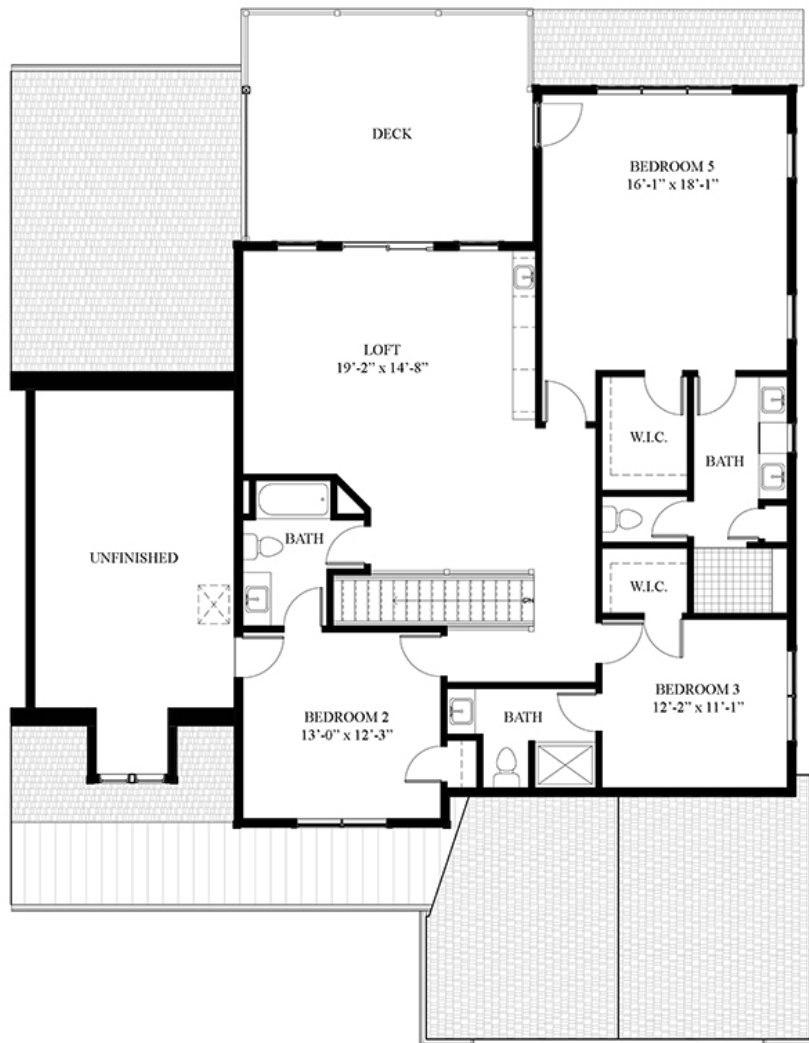 DECK
BEDROOM 5
16'-1” x 18'-1”
LOFT
19'-2” x 14'-8”
W.I.C.
BATH
BATH
UNFINISHED
W.I.C.
BEDROOM 3
12'-2” x 11'-1”
BEDROOM 2
13'-0” x 12'-3”
BATH